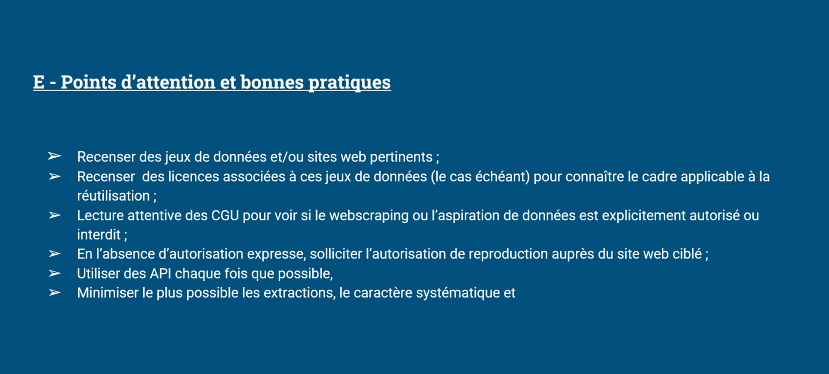 E - Points d’attention et bonnes pratiques
➢ Recenser des jeux de données et/ou sites web pertinents ;
➢ Recenser  des licences associées à ces jeux de données (le cas échéant) pour connaître le cadre applicable à la
réutilisation ;
➢ Lecture attentive des CGU pour voir si le webscraping ou l’aspiration de données est explicitement autorisé ou
interdit ;
➢ En l’absence d’autorisation expresse, solliciter l’autorisation de reproduction auprès du site web ciblé ;
➢ Utiliser des API chaque fois que possible,
➢ Minimiser le plus possible les extractions, le caractère systématique et